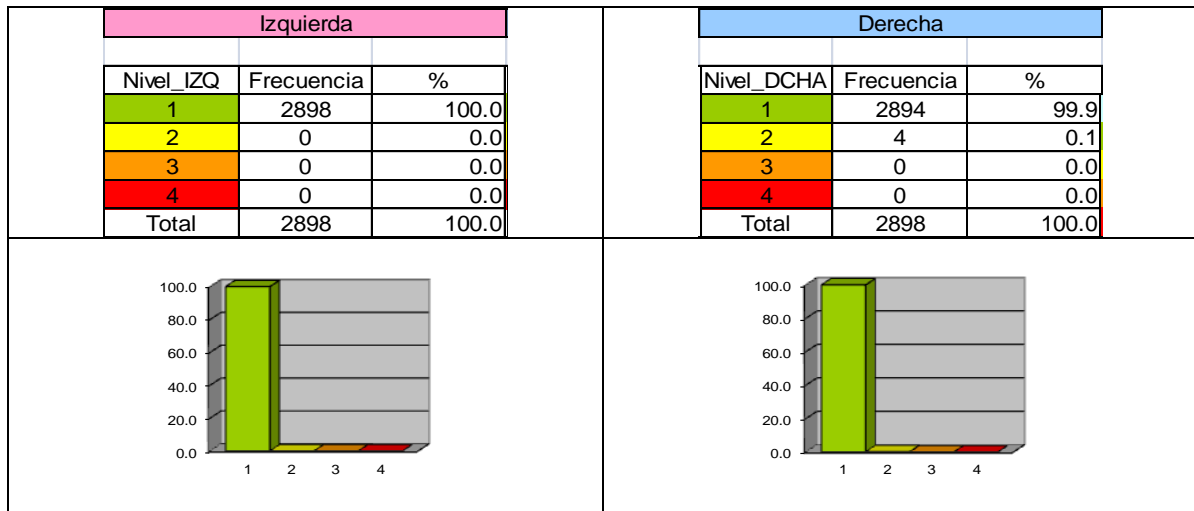 Izquierda
Nivel_IZQ Frecuencia %
1 2898 100.0
2 0 0.0
3 0 0.0
4 0 0.0
Total 2898 100.0
Derecha
Nivel_DCHA Frecuencia %
1 2894 99.9
2 4 0.1
3 0 0.0
4 0 0.0
Total 2898 100.0
100.0
80.0
60.0
40.0
20.0
0.0
1 2 3 4
100.0
80.0
60.0
40.0
20.0
0.0
1 2 3 4